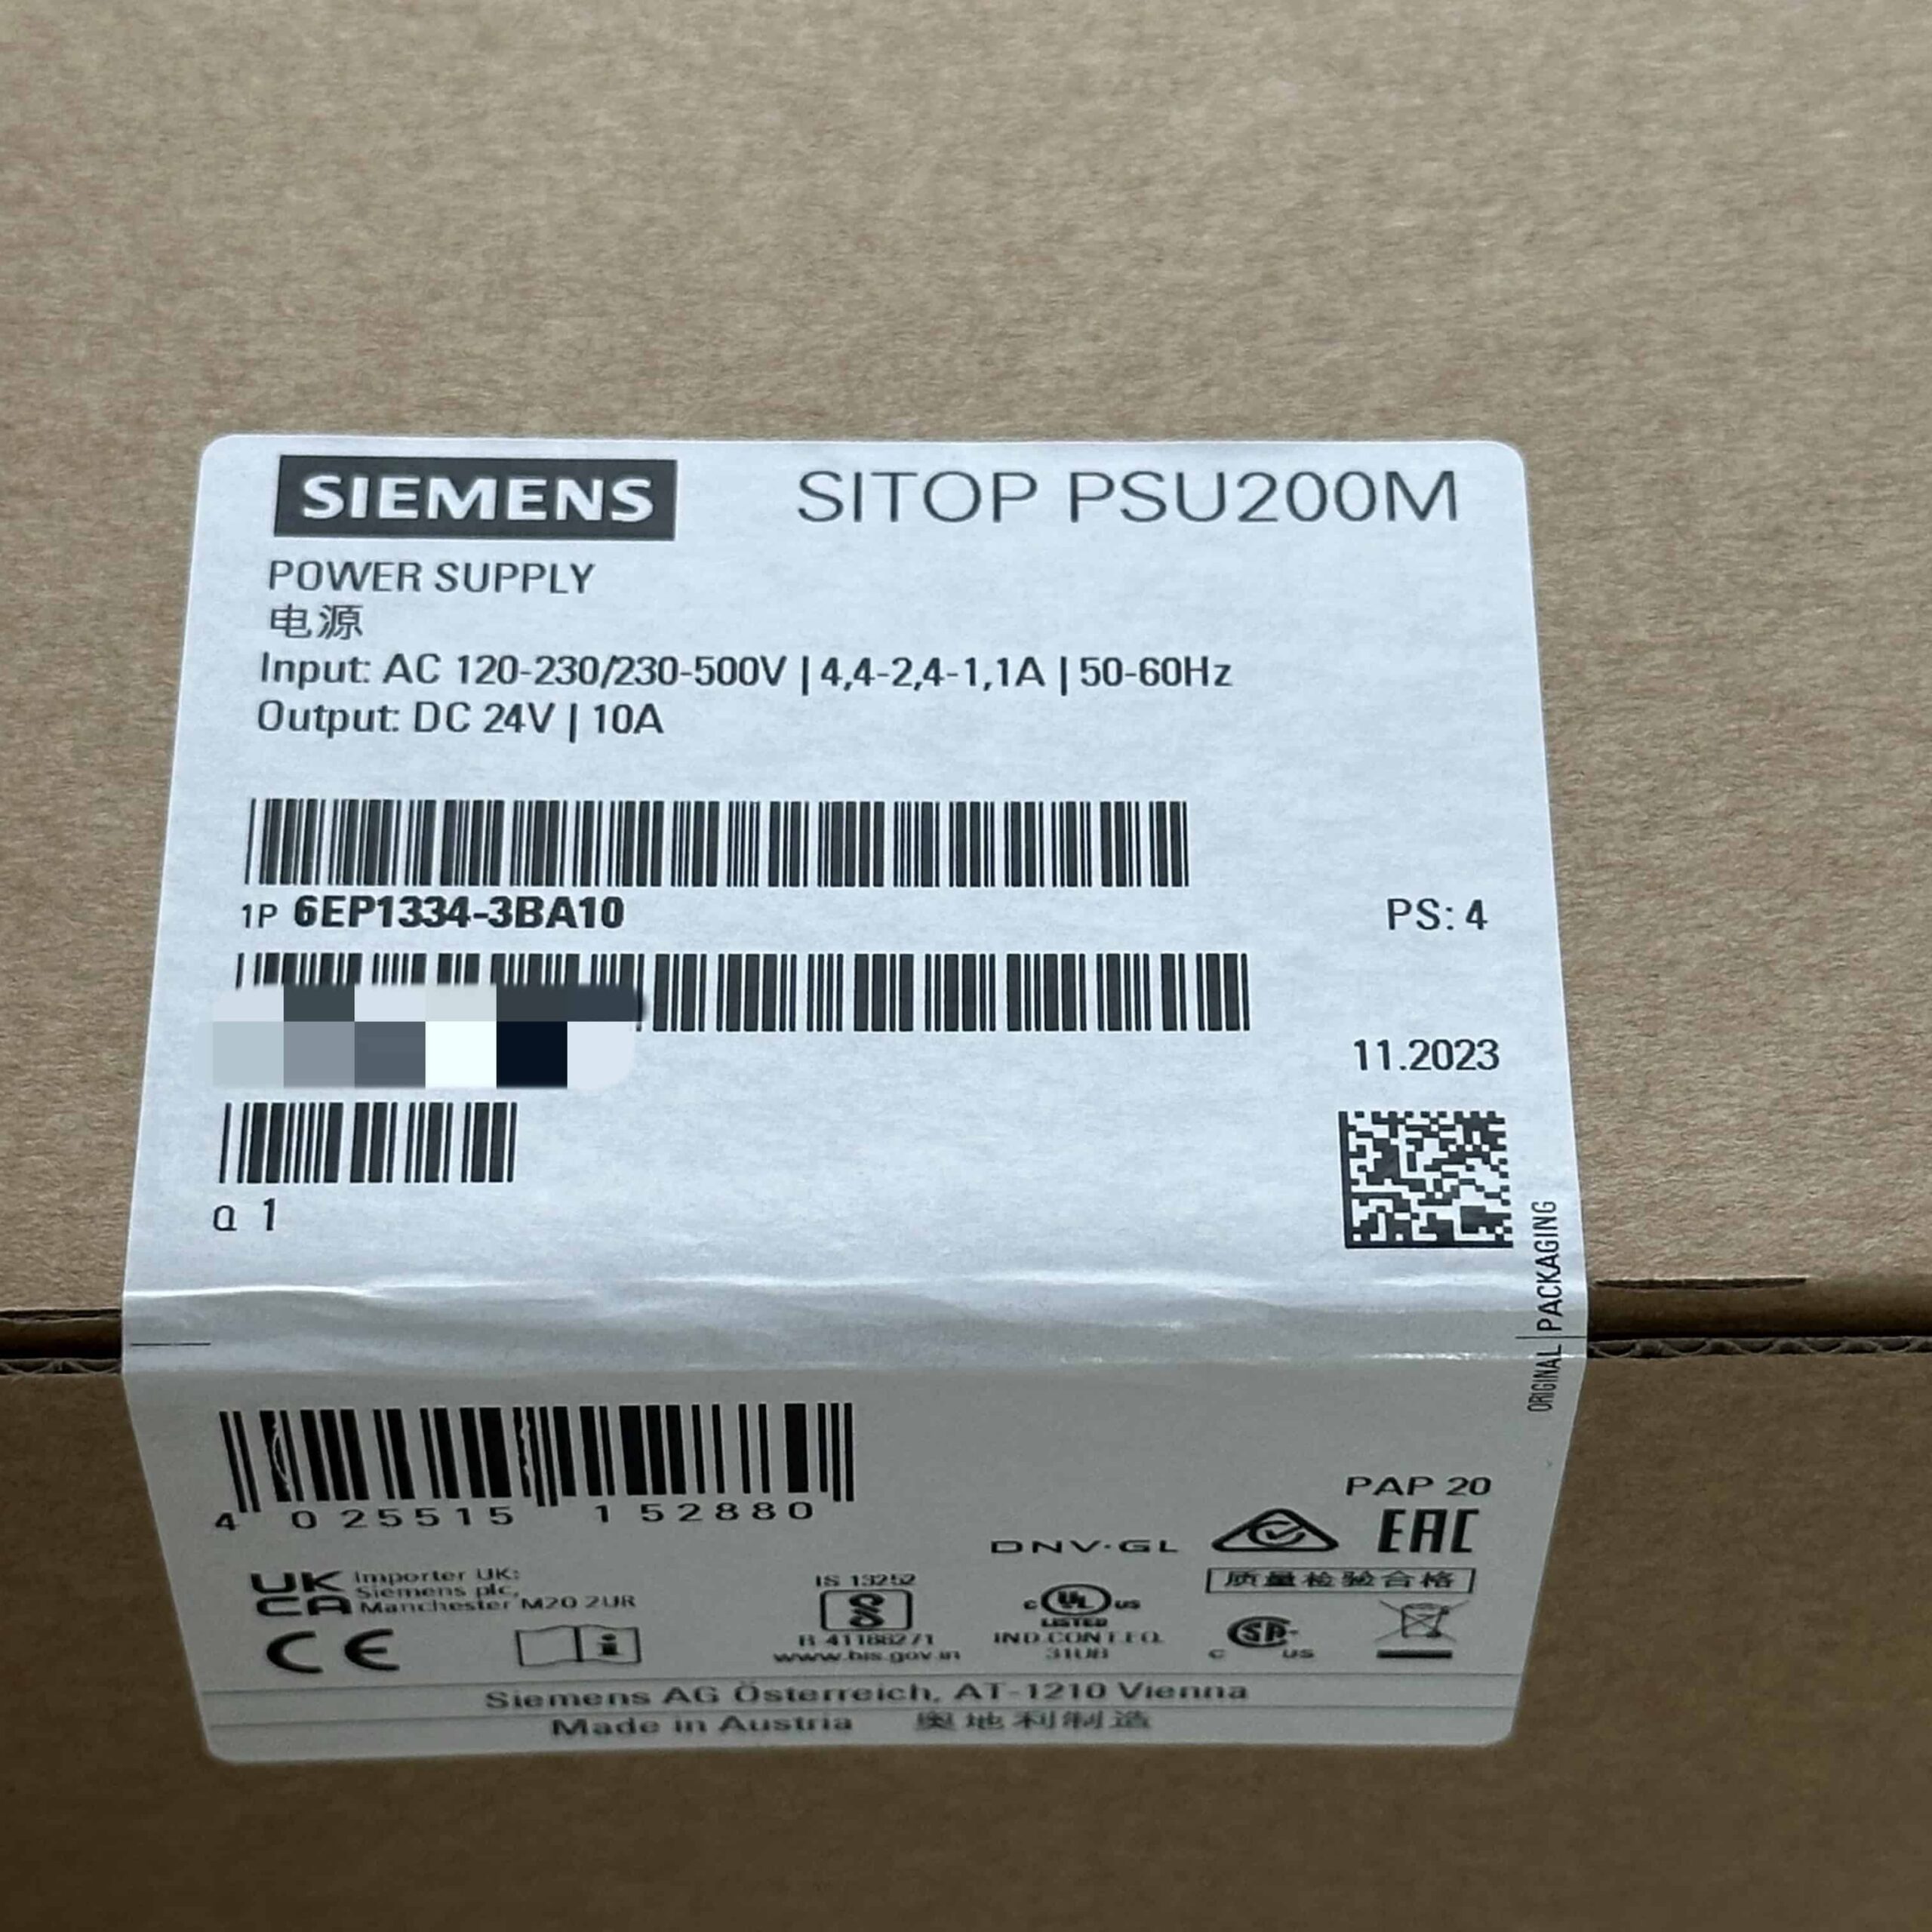 SIEMENS SITOP PSU200M
POWER SUPPLY
电源
Input: AC 120-230/230-500V | 4,4-2,4-1,1A | 50-60Hz
Output: DC 24V | 10A
1P 6EP1334-3BA10 PS: 4
11.2023
Q 1
ORIGINAL PACKAGING
4 025515 152880
PAP 20
DNV·GL EAC
UK CA Importer UK:
Siemens plc,
Manchester M20 2UR
IS 13252
R-41188271
www.bis.gov.in
c UL us
LISTED
IND.CONT.EQ.
31UB
质量检验合格
c SA us
CE
Siemens AG Österreich, AT-1210 Vienna
Made in Austria 奥地利制造